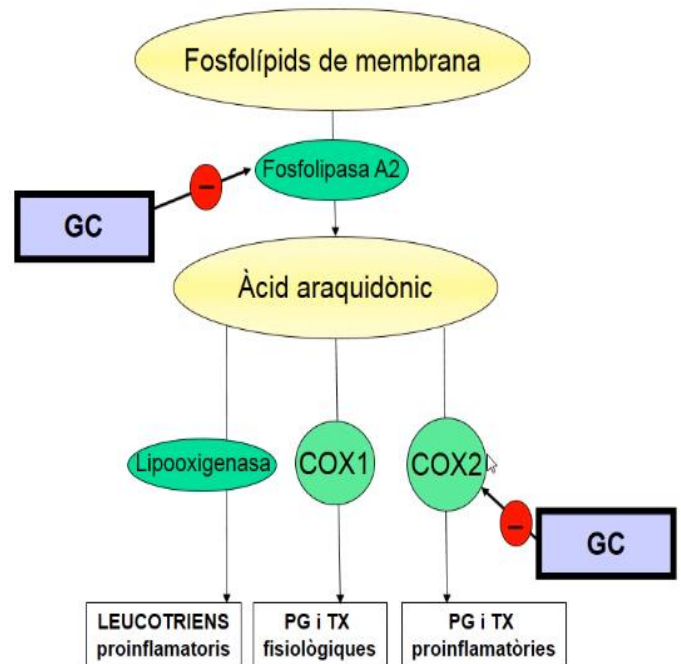 Fosfolípids de membrana
Fosfolipasa A2
GC
Àcid araquidònic
Lipooxigenasa
COX1
COX2
GC
LEUCOTRIENS
proinflamatoris
PG i TX
fisiològiques
PG i TX
proinflamatòries